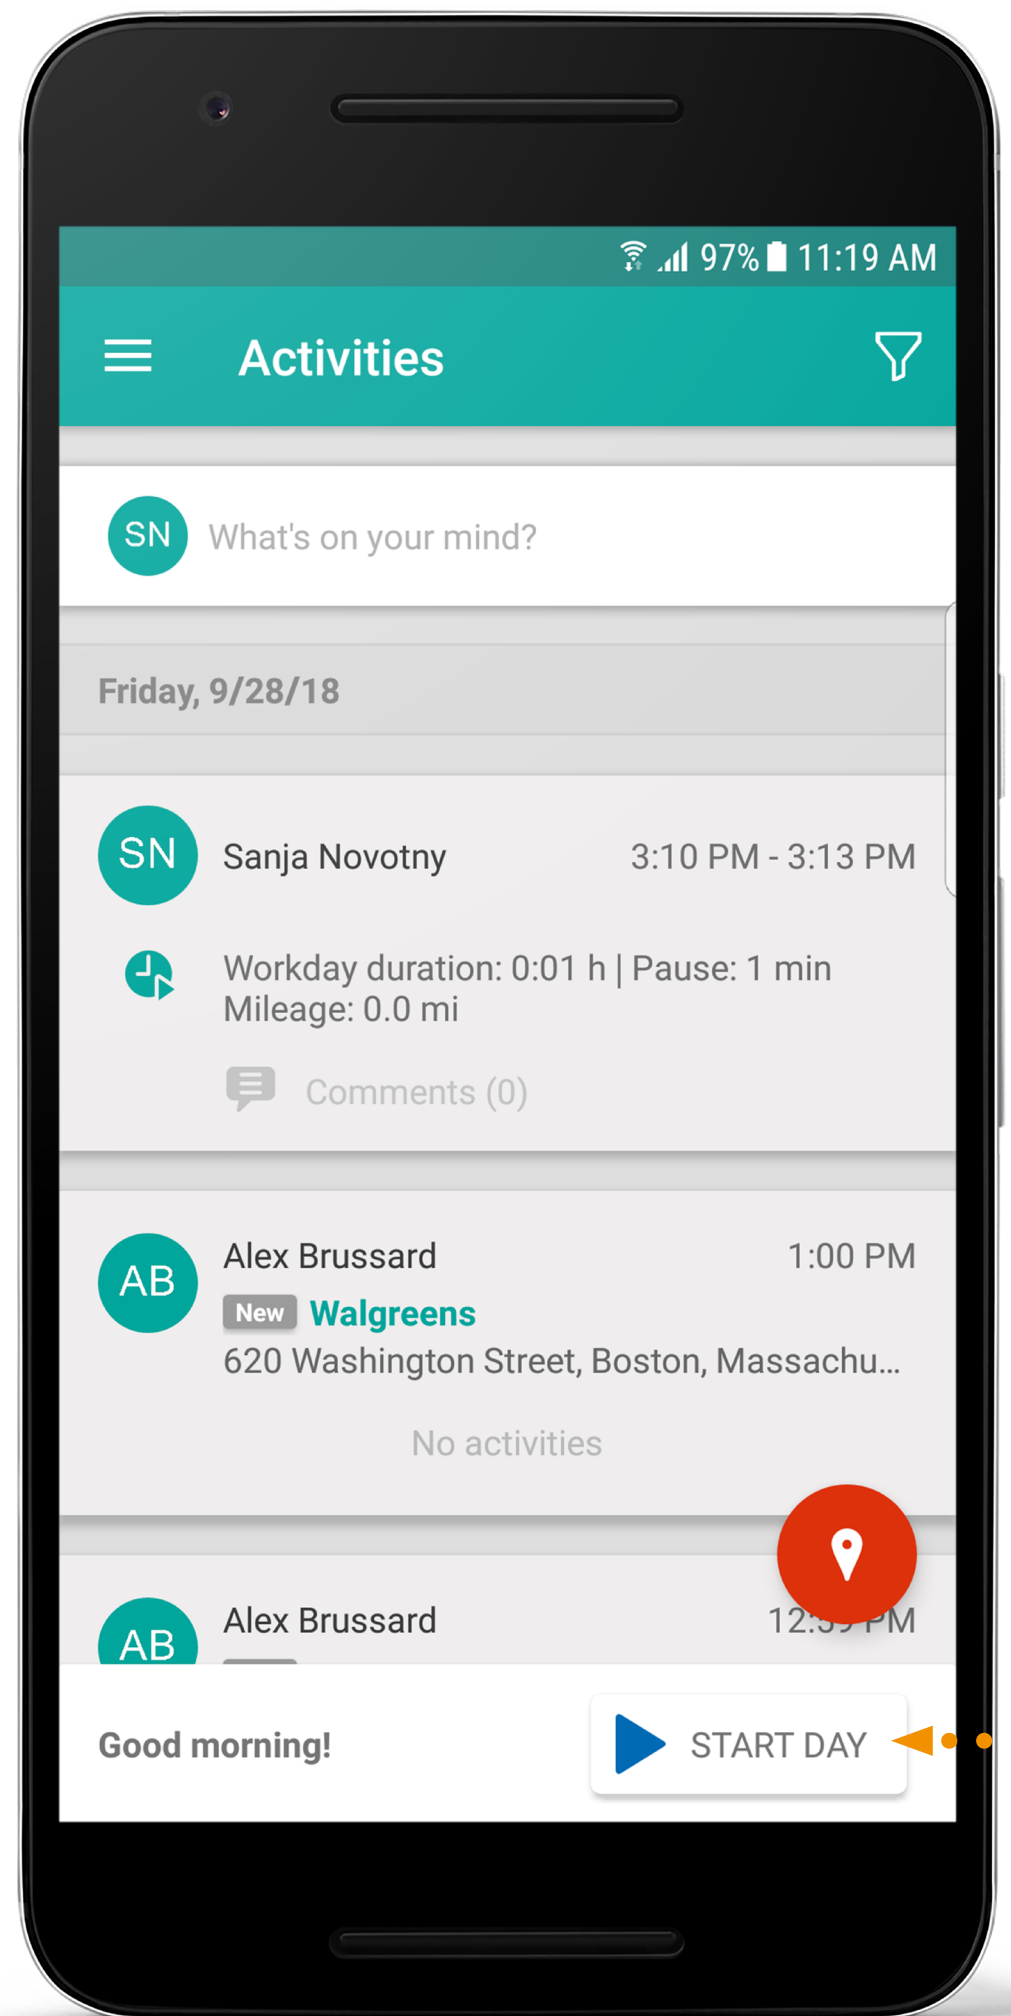 97% 11:19 AM
Activities
SN What's on your mind?
Friday, 9/28/18
SN Sanja Novotny 3:10 PM - 3:13 PM
Workday duration: 0:01 h | Pause: 1 min
Mileage: 0.0 mi
Comments (0)
AB Alex Brussard 1:00 PM
New Walgreens
620 Washington Street, Boston, Massachu...
No activities
AB Alex Brussard PM
Good morning! START DAY